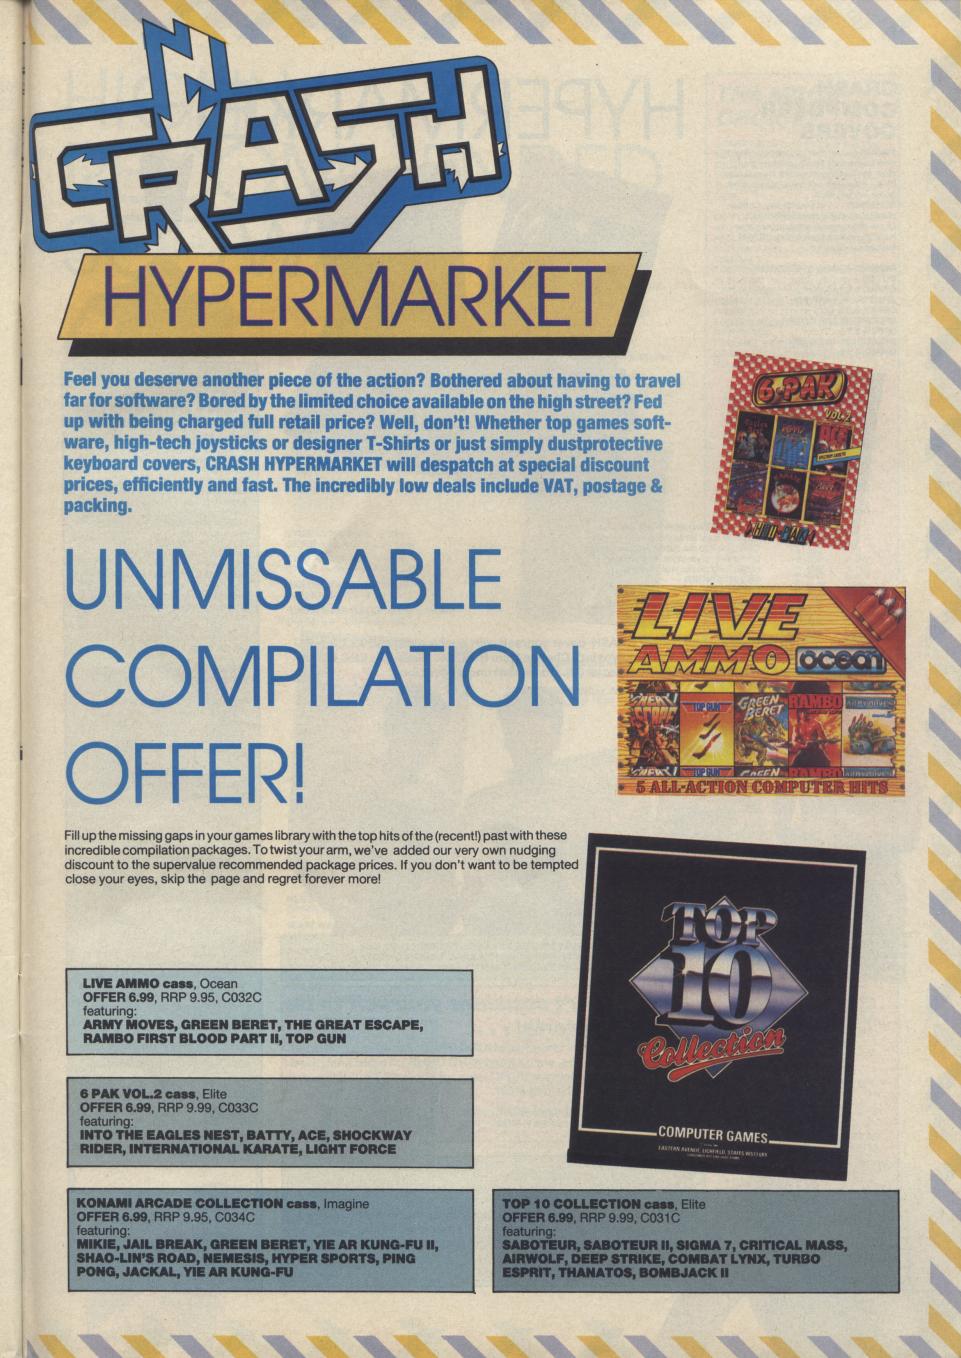 CRASH
HYPERMARKET
Feel you deserve another piece of the action? Bothered about having to travel
far for software? Bored by the limited choice available on the high street? Fed
up with being charged full retail price? Well, don't! Whether top games soft-
ware, high-tech joysticks or designer T-Shirts or just simply dustprotective
keyboard covers, CRASH HYPERMARKET will despatch at special discount
prices, efficiently and fast. The incredibly low deals include VAT, postage &
packing.
6-PAK
VOL.2
HIT-PAK
UNMISSABLE
COMPILATION
OFFER!
LIVE
AMMO ocean
TOP GUN
GREEN
BERET
RAMBO
ARMY MOVES
5 ALL-ACTION COMPUTER HITS
Fill up the missing gaps in your games library with the top hits of the (recent!) past with these
incredible compilation packages. To twist your arm, we've added our very own nudging
discount to the supervalue recommended package prices. If you don't want to be tempted
close your eyes, skip the page and regret forever more!
TOP
10
Collection
COMPUTER GAMES
LIVE AMMO cass, Ocean
OFFER 6.99, RRP 9.95, C032C
featuring:
ARMY MOVES, GREEN BERET, THE GREAT ESCAPE,
RAMBO FIRST BLOOD PART II, TOP GUN
6 PAK VOL.2 cass, Elite
OFFER 6.99, RRP 9.99, C033C
featuring:
INTO THE EAGLES NEST, BATTY, ACE, SHOCKWAY
RIDER, INTERNATIONAL KARATE, LIGHT FORCE
KONAMI ARCADE COLLECTION cass, Imagine
OFFER 6.99, RRP 9.95, C034C
featuring:
MIKIE, JAIL BREAK, GREEN BERET, YIE AR KUNG-FU II,
SHAO-LIN'S ROAD, NEMESIS, HYPER SPORTS, PING
PONG, JACKAL, YIE AR KUNG-FU
TOP 10 COLLECTION cass, Elite
OFFER 6.99, RRP 9.99, C031C
featuring:
SABOTEUR, SABOTEUR II, SIGMA 7, CRITICAL MASS,
AIRWOLF, DEEP STRIKE, COMBAT LYNX, TURBO
ESPRIT, THANATOS, BOMBJACK II